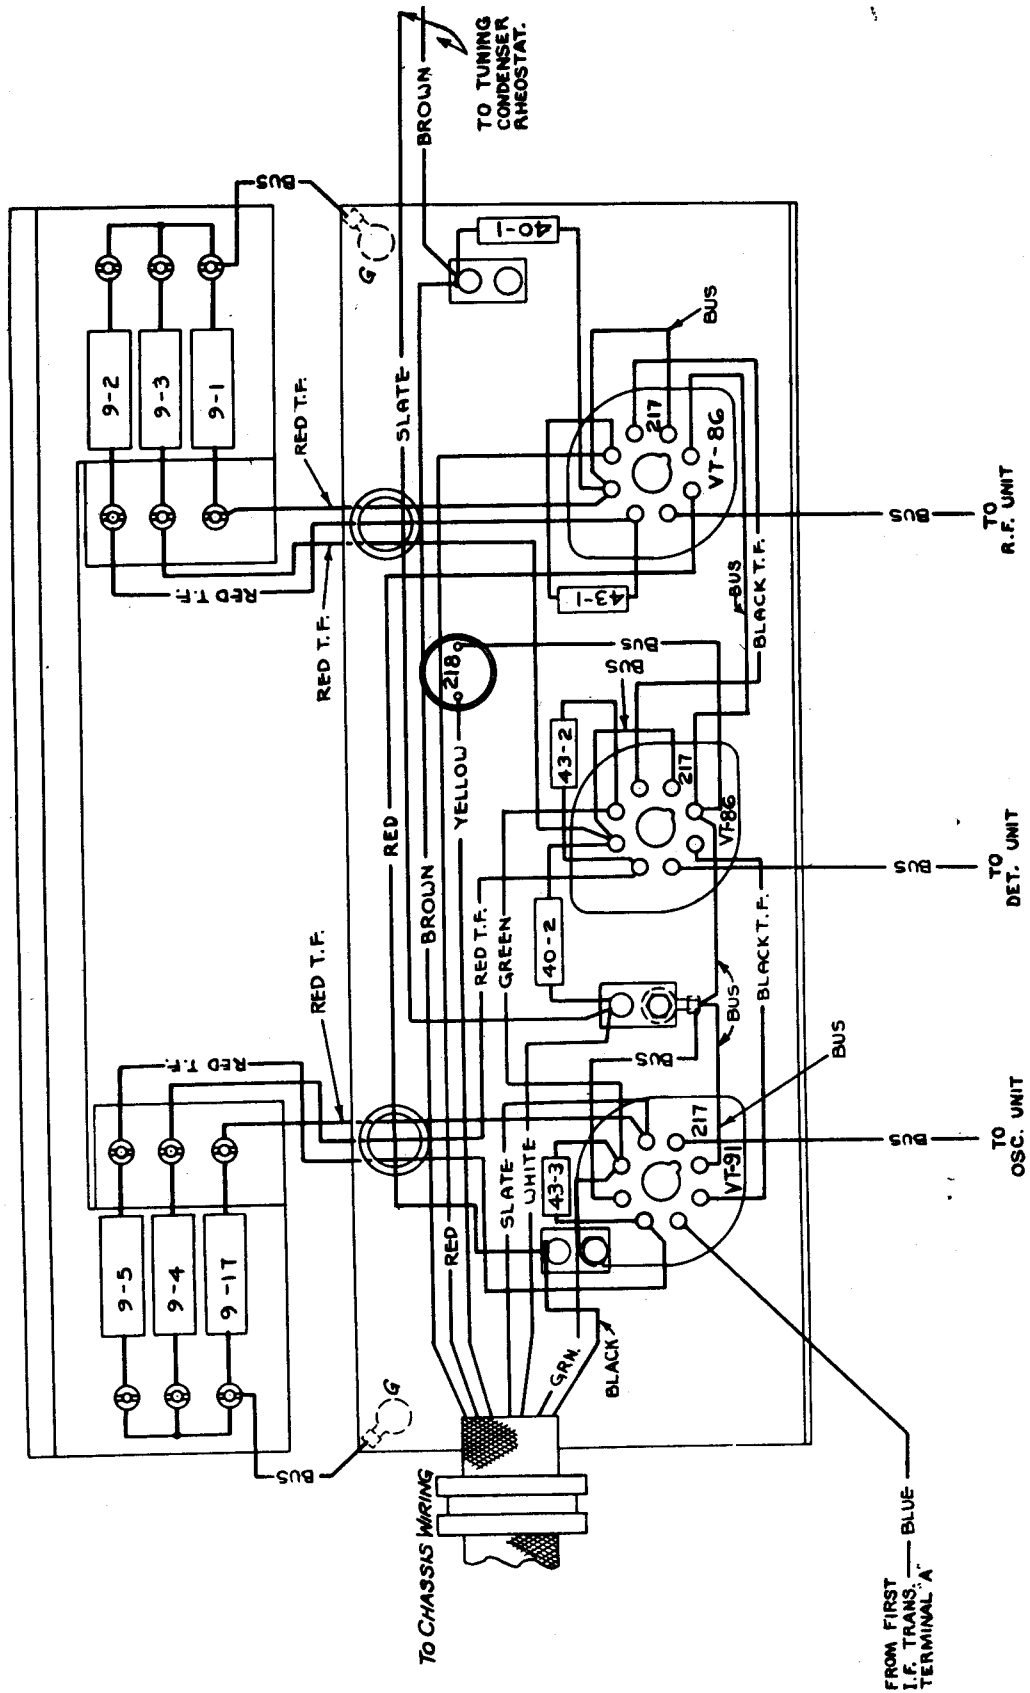 9-5
9-2
9-4
9-3
9-1T
9-1
RED T.F.
RED T.F.
BUS
BUS
RED T.F.
RED T.F.
RED T.F.
G
G
RED
SLATE
TO CHASSIS WIRING
BROWN
BROWN
RED
218
YELLOW
RED T.F.
TO TUNING
CONDENSER
RHEOSTAT.
SLATE
GREEN
WHITE
40-1
43-3
40-2
43-2
GRN.
43-1
BLACK
BUS
BUS
BUS
217
217
217
BUS
VT-91
VT-86
VT-86
BUS
BUS
BLACK T.F.
BLACK T.F.
BUS
BUS
BUS
BUS
FROM FIRST
I.F. TRANS.
TERMINAL "A"
BLUE
TO
OSC. UNIT
TO
DET. UNIT
TO
R.F. UNIT